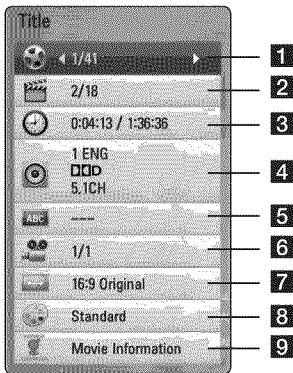 Title
1/41 1
2/18 2
0:04:13 / 1:36:36 3
1 ENG
DD D
5.1CH 4
ABC --- 5
1/1 6
16:9 Original 7
Standard 8
Movie Information 9